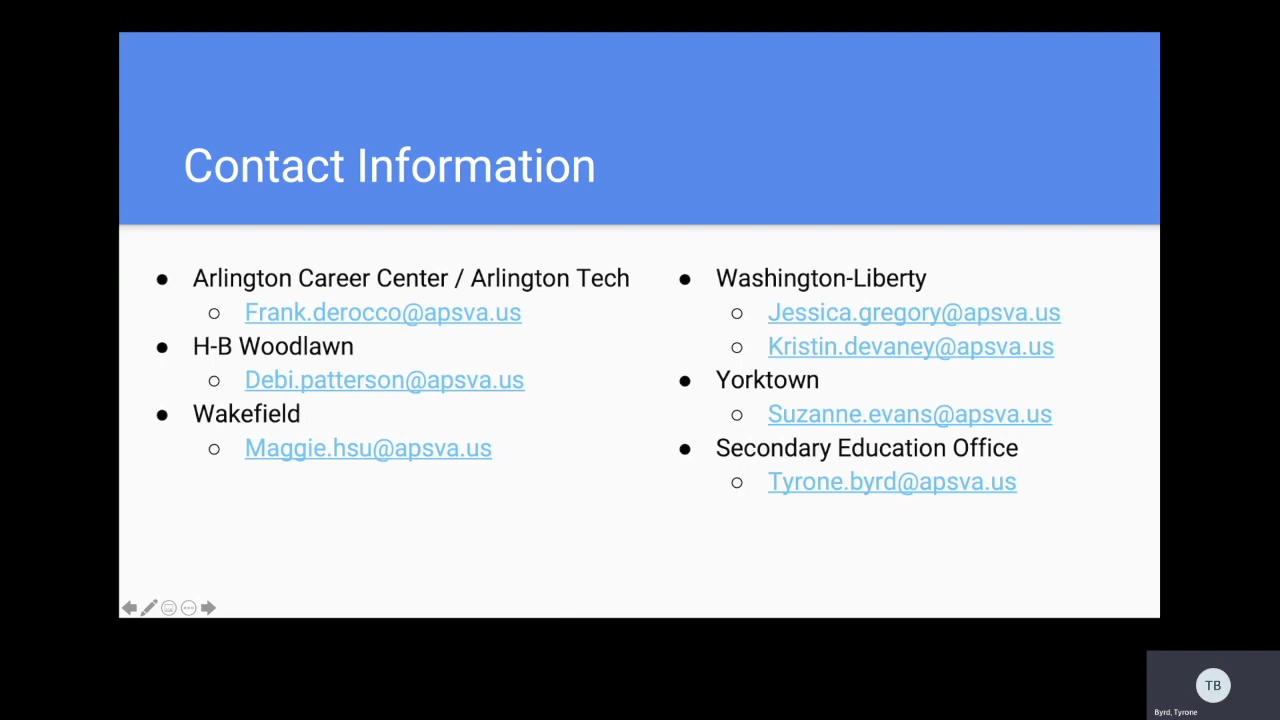 Contact Information
● Arlington Career Center / Arlington Tech
○ Frank.derocco@apsva.us
● H-B Woodlawn
○ Debi.patterson@apsva.us
● Wakefield
○ Maggie.hsu@apsva.us
● Washington-Liberty
○ Jessica.gregory@apsva.us
○ Kristin.devaney@apsva.us
● Yorktown
○ Suzanne.evans@apsva.us
● Secondary Education Office
○ Tyrone.byrd@apsva.us
TB
Byrd, Tyrone